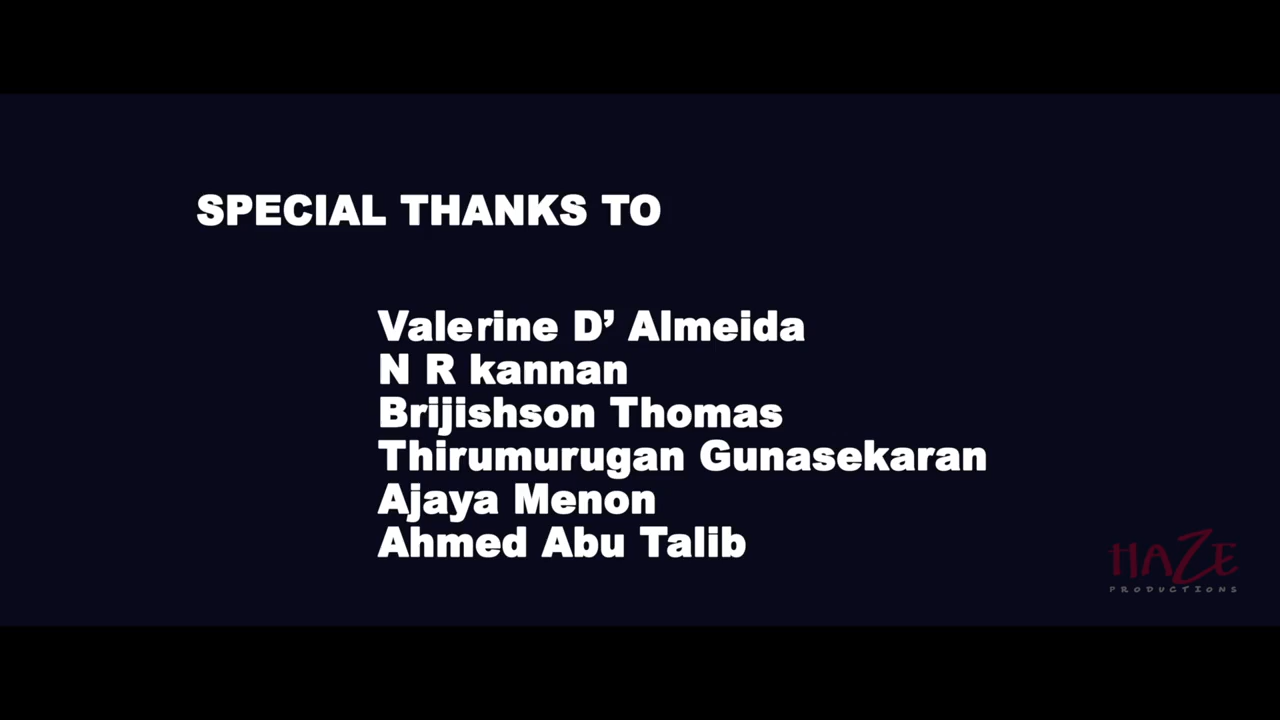 SPECIAL THANKS TO
Valerine D’ Almeida
N R kannan
Brijishson Thomas
Thirumurugan Gunasekaran
Ajaya Menon
Ahmed Abu Talib
HAZE
PRODUCTIONS